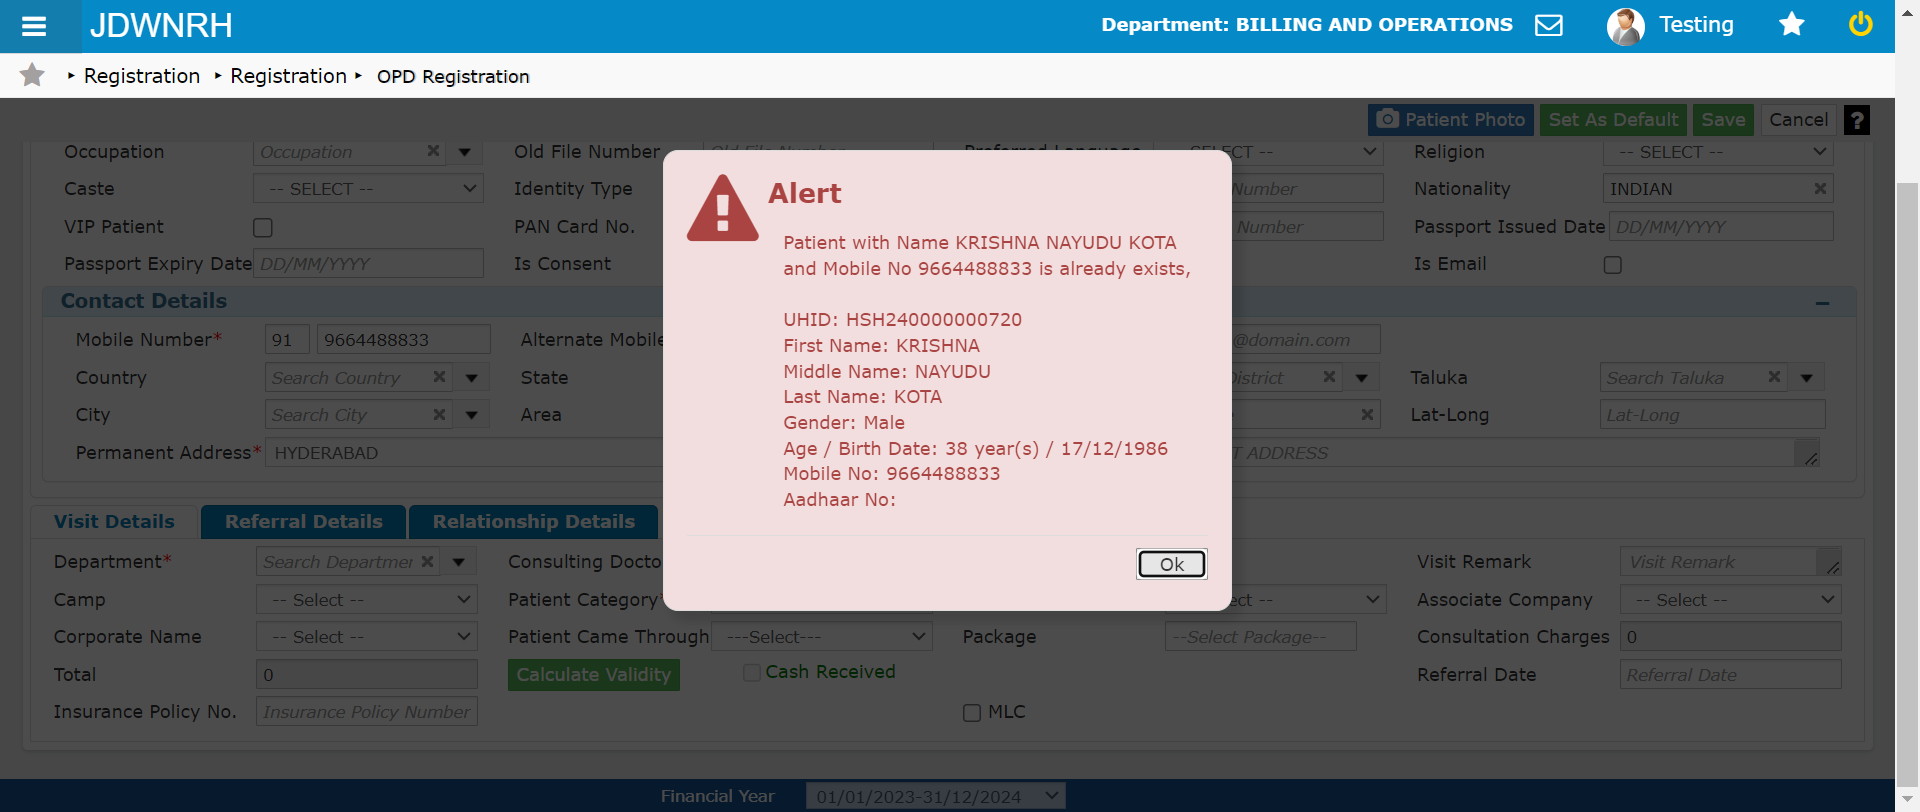 JDWNRH
Department: BILLING AND OPERATIONS
Testing
Registration Registration OPD Registration
Patient Photo Set As Default Save Cancel ?
Occupation Occupation Old File Number Old File Number Preferred Language -- SELECT -- Religion -- SELECT --
Caste -- SELECT -- Identity Type Number Nationality INDIAN
VIP Patient PAN Card No. Number Passport Issued Date DD/MM/YYYY
Passport Expiry Date DD/MM/YYYY Is Consent Is Email
Contact Details
Mobile Number* 91 9664488833 Alternate Mobile @domain.com
Country Search Country State District Taluka Search Taluka
City Search City Area Lat-Long Lat-Long
Permanent Address* HYDERABAD T ADDRESS
Alert
Patient with Name KRISHNA NAYUDU KOTA
and Mobile No 9664488833 is already exists,
UHID: HSH240000000720
First Name: KRISHNA
Middle Name: NAYUDU
Last Name: KOTA
Gender: Male
Age / Birth Date: 38 year(s) / 17/12/1986
Mobile No: 9664488833
Aadhaar No:
Ok
Visit Details Referral Details Relationship Details
Department* Search Departmer Consulting Docto Visit Remark Visit Remark
Camp -- Select -- Patient Category ect -- Associate Company -- Select --
Corporate Name -- Select -- Patient Came Through ---Select--- Package --Select Package-- Consultation Charges 0
Total 0 Calculate Validity Cash Received Referral Date Referral Date
Insurance Policy No. Insurance Policy Number MLC
Financial Year 01/01/2023-31/12/2024